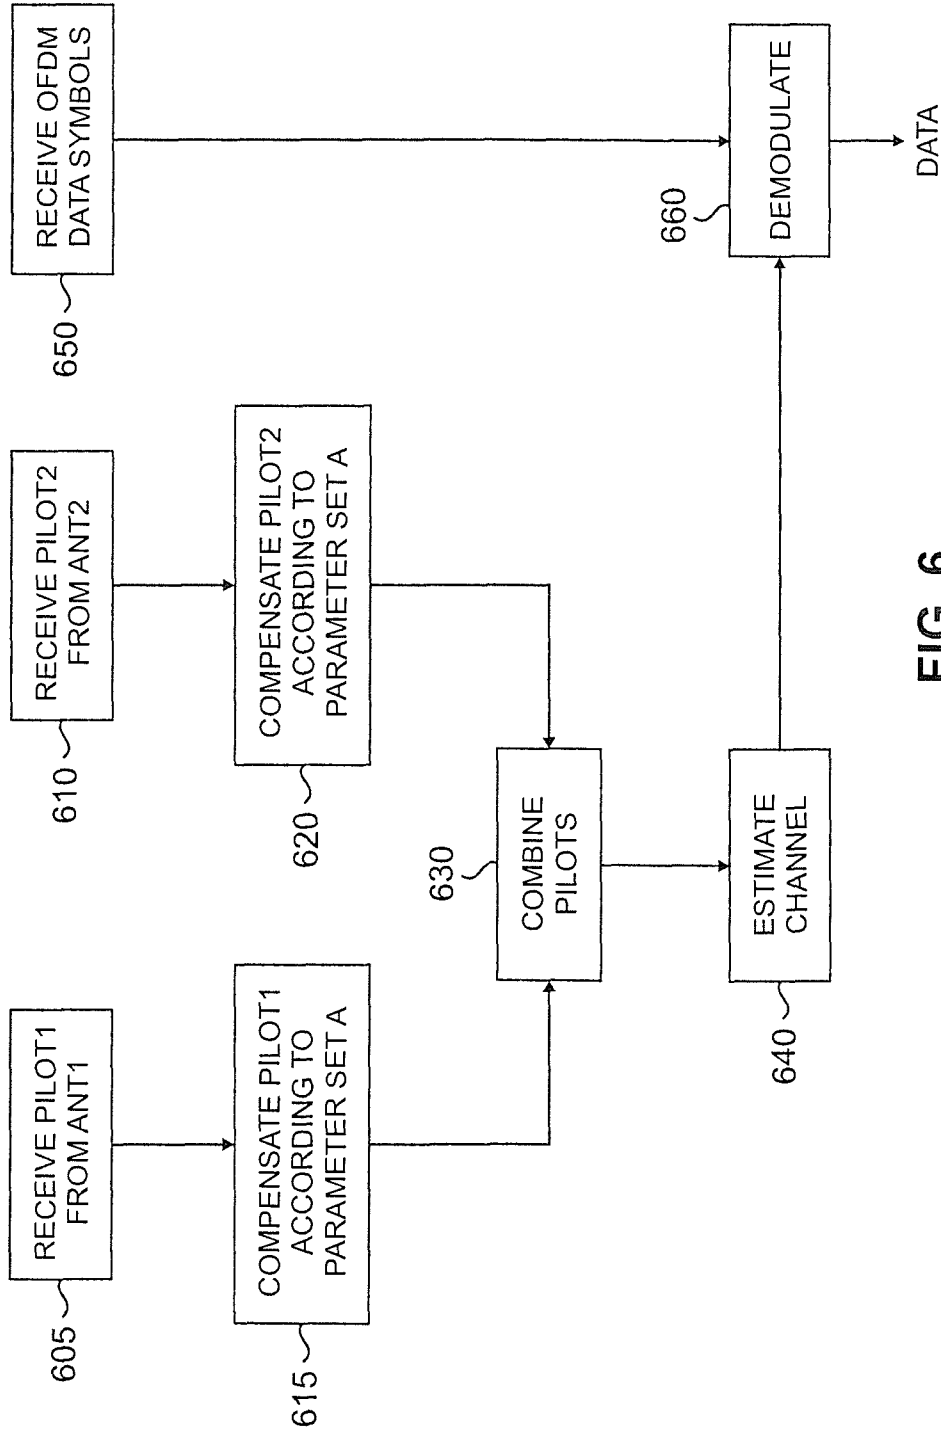 605
RECEIVE PILOT1
FROM ANT1
610
RECEIVE PILOT2
FROM ANT2
650
RECEIVE OFDM
DATA SYMBOLS
615
COMPENSATE PILOT1
ACCORDING TO
PARAMETER SET A
620
COMPENSATE PILOT2
ACCORDING TO
PARAMETER SET A
630
COMBINE
PILOTS
640
ESTIMATE
CHANNEL
660
DEMODULATE
DATA
FIG. 6